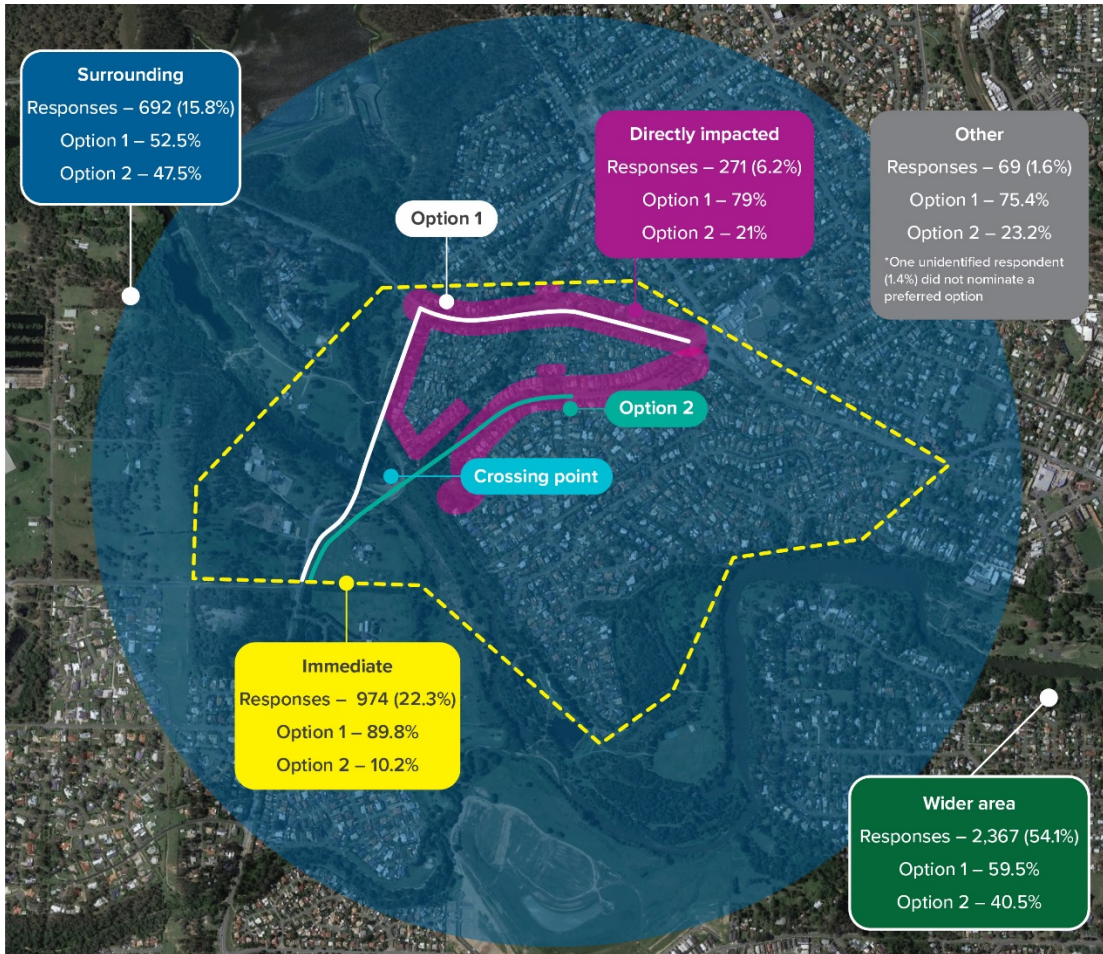 Surrounding
Responses – 692 (15.8%)
Option 1 – 52.5%
Option 2 – 47.5%
Directly impacted
Responses – 271 (6.2%)
Option 1 – 79%
Option 2 – 21%
Other
Responses – 69 (1.6%)
Option 1 – 75.4%
Option 2 – 23.2%
*One unidentified respondent
(1.4%) did not nominate a
preferred option
Option 1
Option 2
Crossing point
Immediate
Responses – 974 (22.3%)
Option 1 – 89.8%
Option 2 – 10.2%
Wider area
Responses – 2,367 (54.1%)
Option 1 – 59.5%
Option 2 – 40.5%